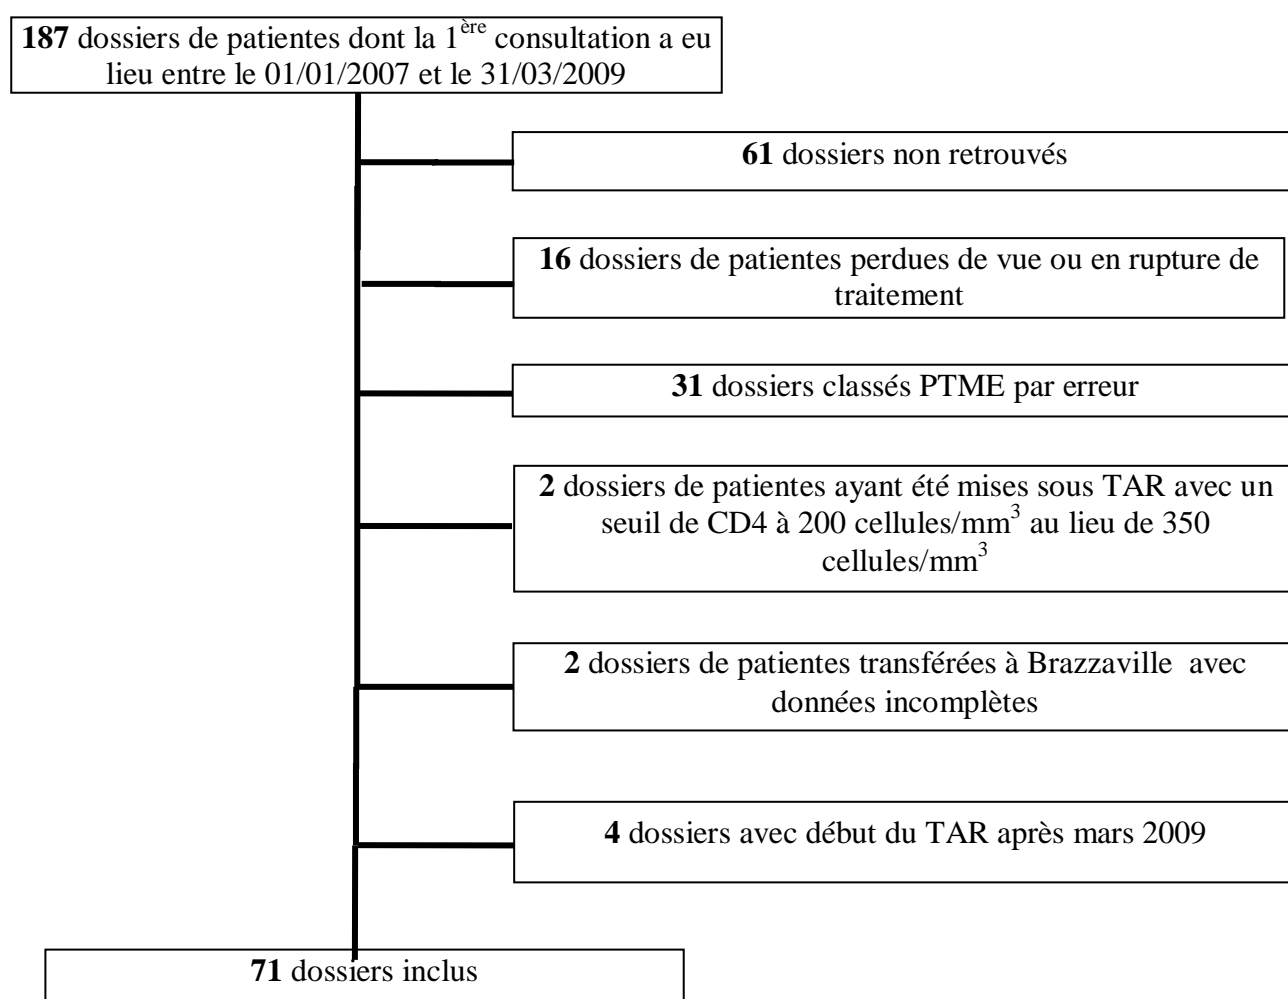 187 dossiers de patientes dont la 1ère consultation a eu
lieu entre le 01/01/2007 et le 31/03/2009
61 dossiers non retrouvés
16 dossiers de patientes perdues de vue ou en rupture de
traitement
31 dossiers classés PTME par erreur
2 dossiers de patientes ayant été mises sous TAR avec un
seuil de CD4 à 200 cellules/mm³ au lieu de 350
cellules/mm³
2 dossiers de patientes transférées à Brazzaville avec
données incomplètes
4 dossiers avec début du TAR après mars 2009
71 dossiers inclus